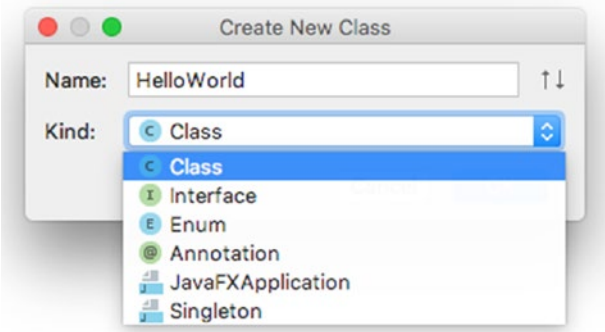 Create New Class
Name: HelloWorld
Kind: C Class
C Class
I Interface
E Enum
@ Annotation
J JavaFXApplication
J Singleton